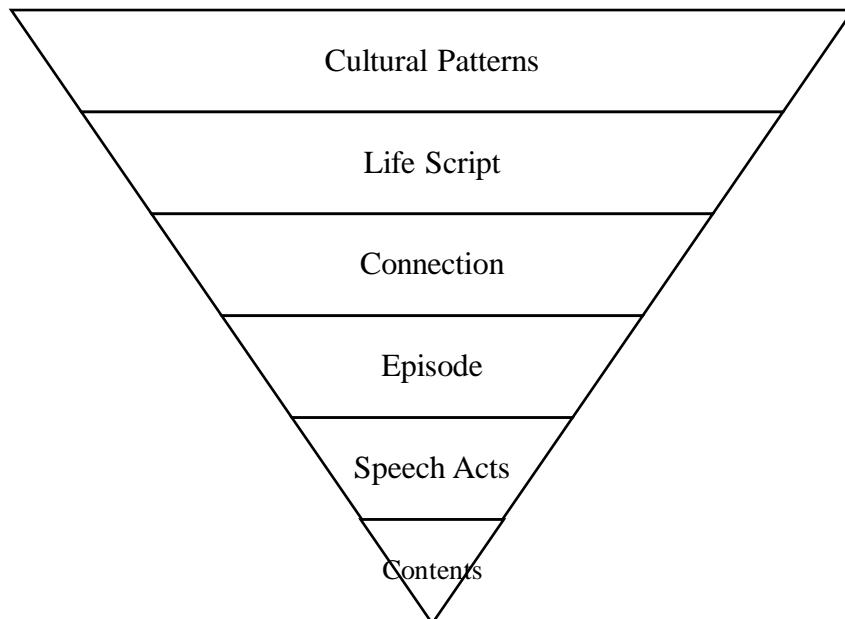 Cultural Patterns
Life Script
Connection
Episode
Speech Acts
Contents